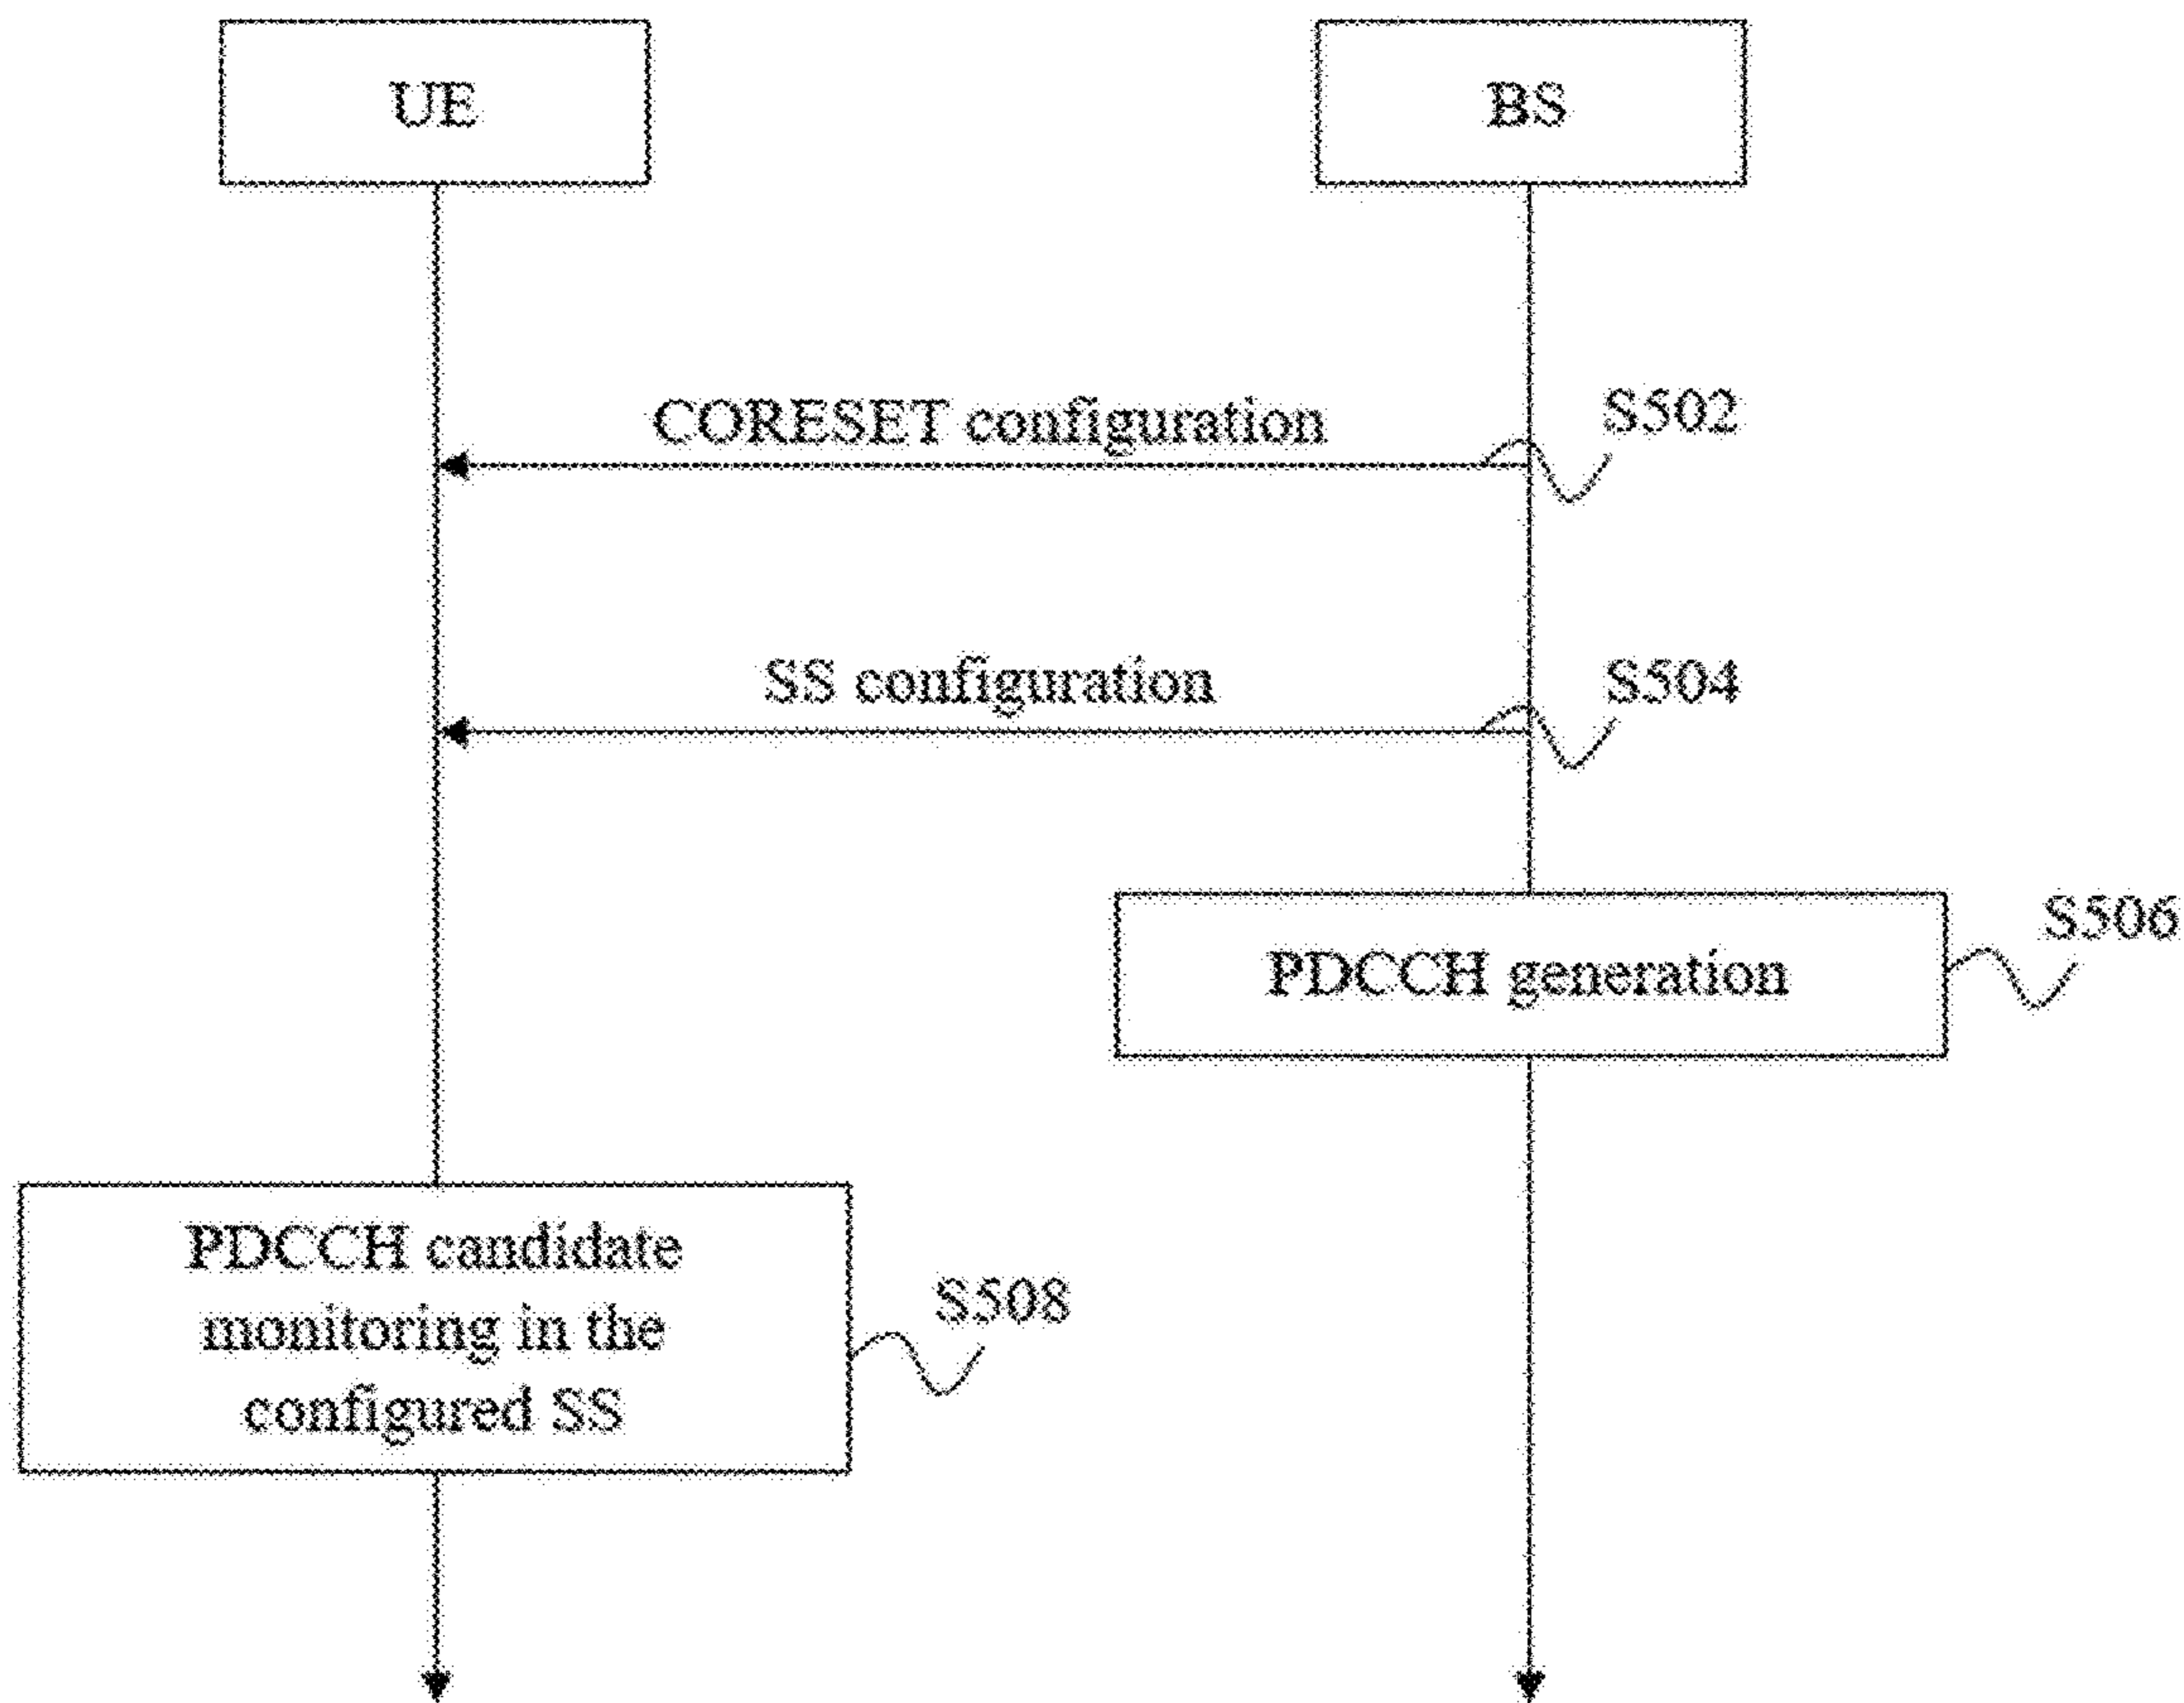 UE
BS
CORESET configuration
S502
SS configuration
S504
PDCCH generation
S506
PDCCH candidate
monitoring in the
configured SS
S508